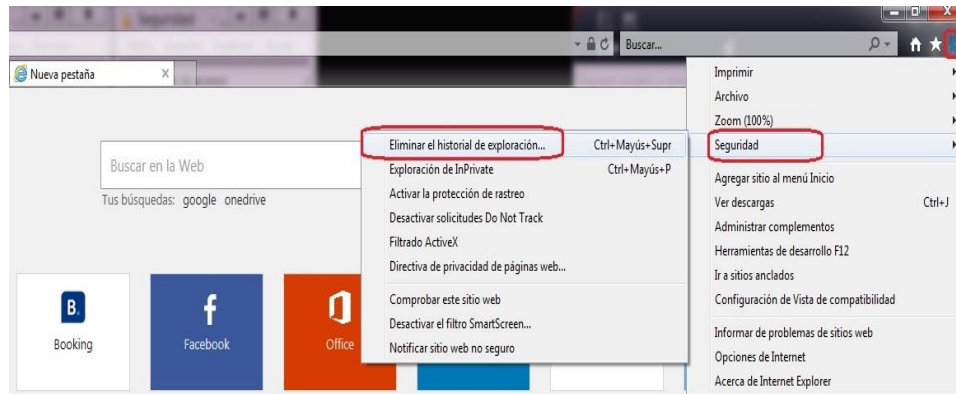 Seguridad
Buscar...
Nueva pestaña X
Imprimir
Archivo
Zoom (100%)
Seguridad
Agregar sitio al menú Inicio
Ver descargas Ctrl+J
Administrar complementos
Herramientas de desarrollo F12
Ir a sitios anclados
Configuración de Vista de compatibilidad
Informar de problemas de sitios web
Opciones de Internet
Acerca de Internet Explorer
Eliminar el historial de exploración... Ctrl+Mayús+Supr
Exploración de InPrivate Ctrl+Mayús+P
Activar la protección de rastreo
Desactivar solicitudes Do Not Track
Filtrado ActiveX
Directiva de privacidad de páginas web...
Comprobar este sitio web
Desactivar el filtro SmartScreen...
Notificar sitio web no seguro
Buscar en la Web
Tus búsquedas: google onedrive
B.
Booking
f
Facebook
Office